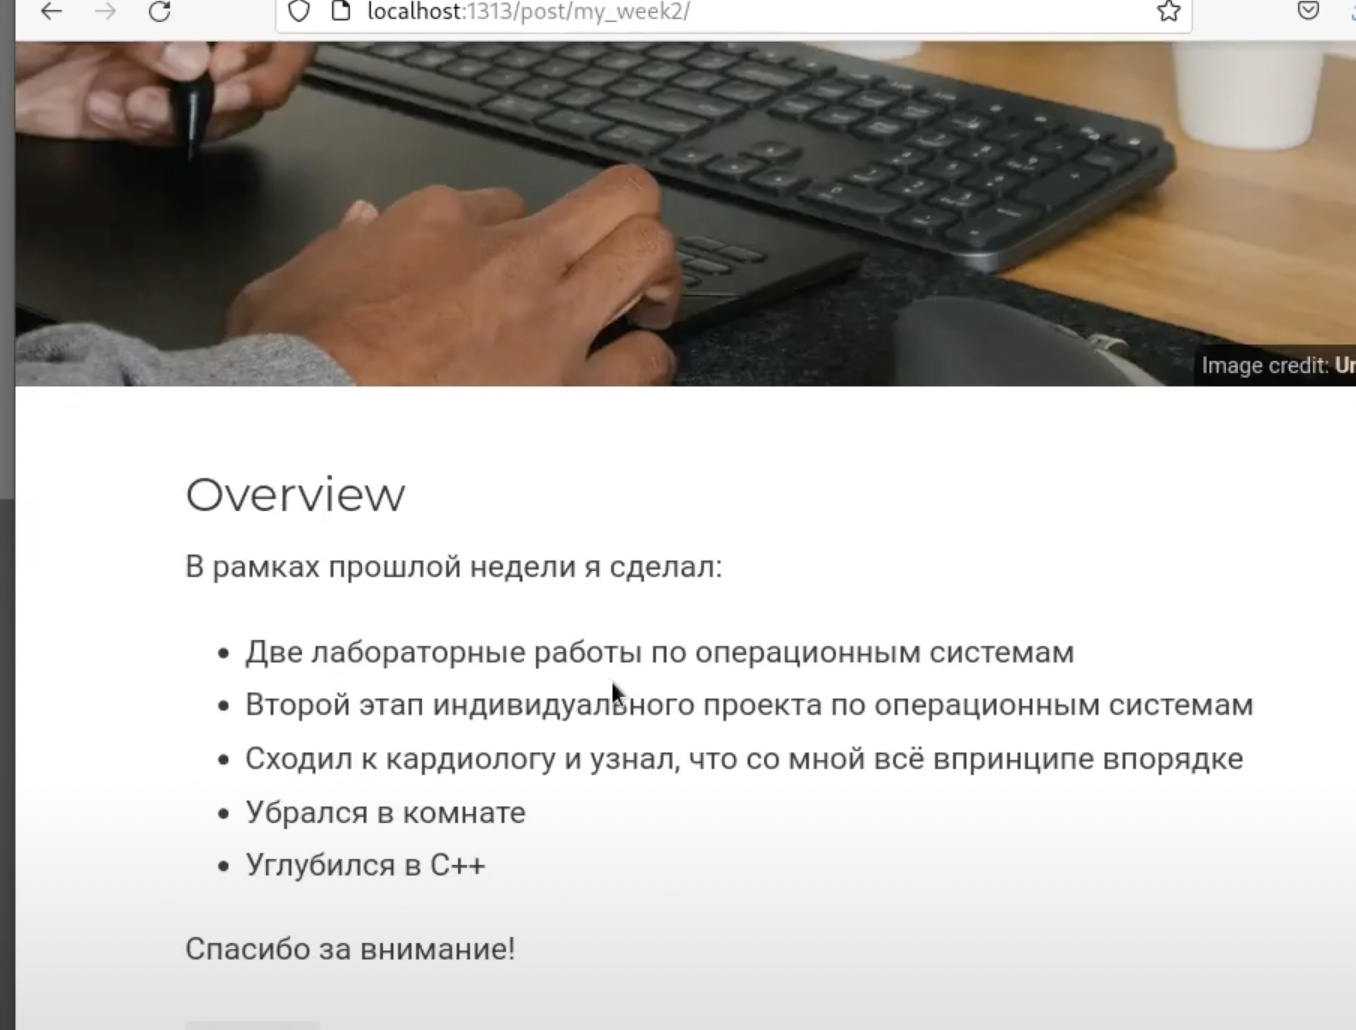 localhost:1313/post/my_week2/
Image credit:
Overview
В рамках прошлой недели я сделал:
Две лабораторные работы по операционным системам
Второй этап индивидуального проекта по операционным системам
Сходил к кардиологу и узнал, что со мной всё впринципе впорядке
Убрался в комнате
Углубился в C++
Спасибо за внимание!